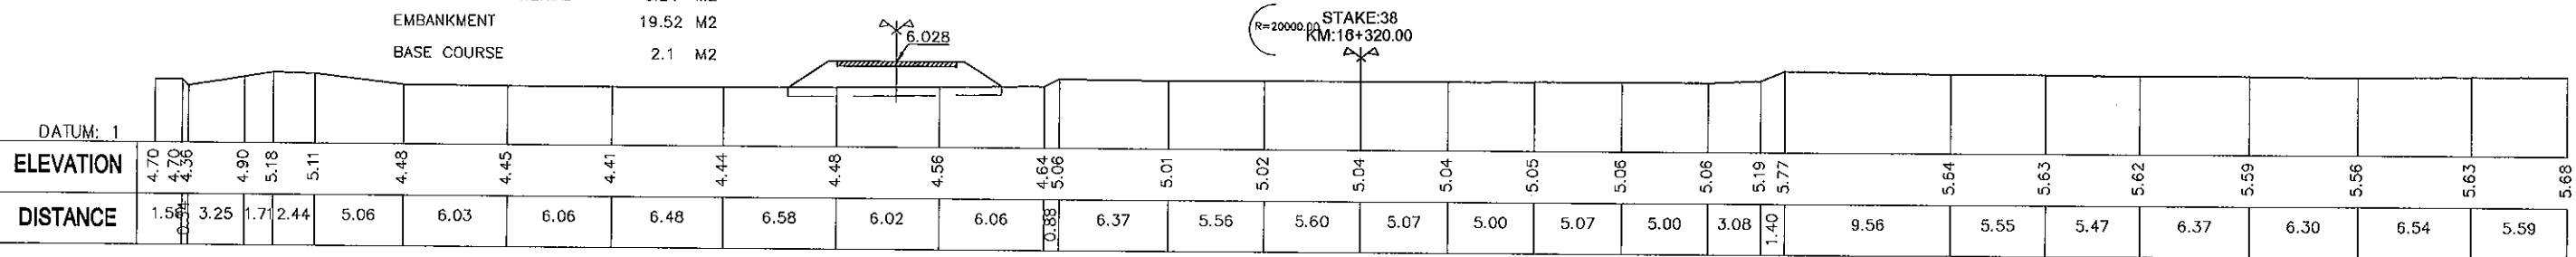 EMBANKMENT 19.52 M2
BASE COURSE 2.1 M2
6.028
R=20000.00
STAKE:38
KM:16+320.00
DATUM: 1
ELEVATION 4.70 4.70 4.36 4.90 5.18 5.11 4.48 4.45 4.41 4.44 4.48 4.56 4.64 5.06 5.01 5.02 5.04 5.04 5.05 5.06 5.06 5.19 5.77 5.64 5.63 5.62 5.59 5.56 5.63 5.68
DISTANCE 1.56 0.34 3.25 1.71 2.44 5.06 6.03 6.06 6.48 6.58 6.02 6.06 0.88 6.37 5.56 5.60 5.07 5.00 5.07 5.00 3.08 1.40 9.56 5.55 5.47 6.37 6.30 6.54 5.59